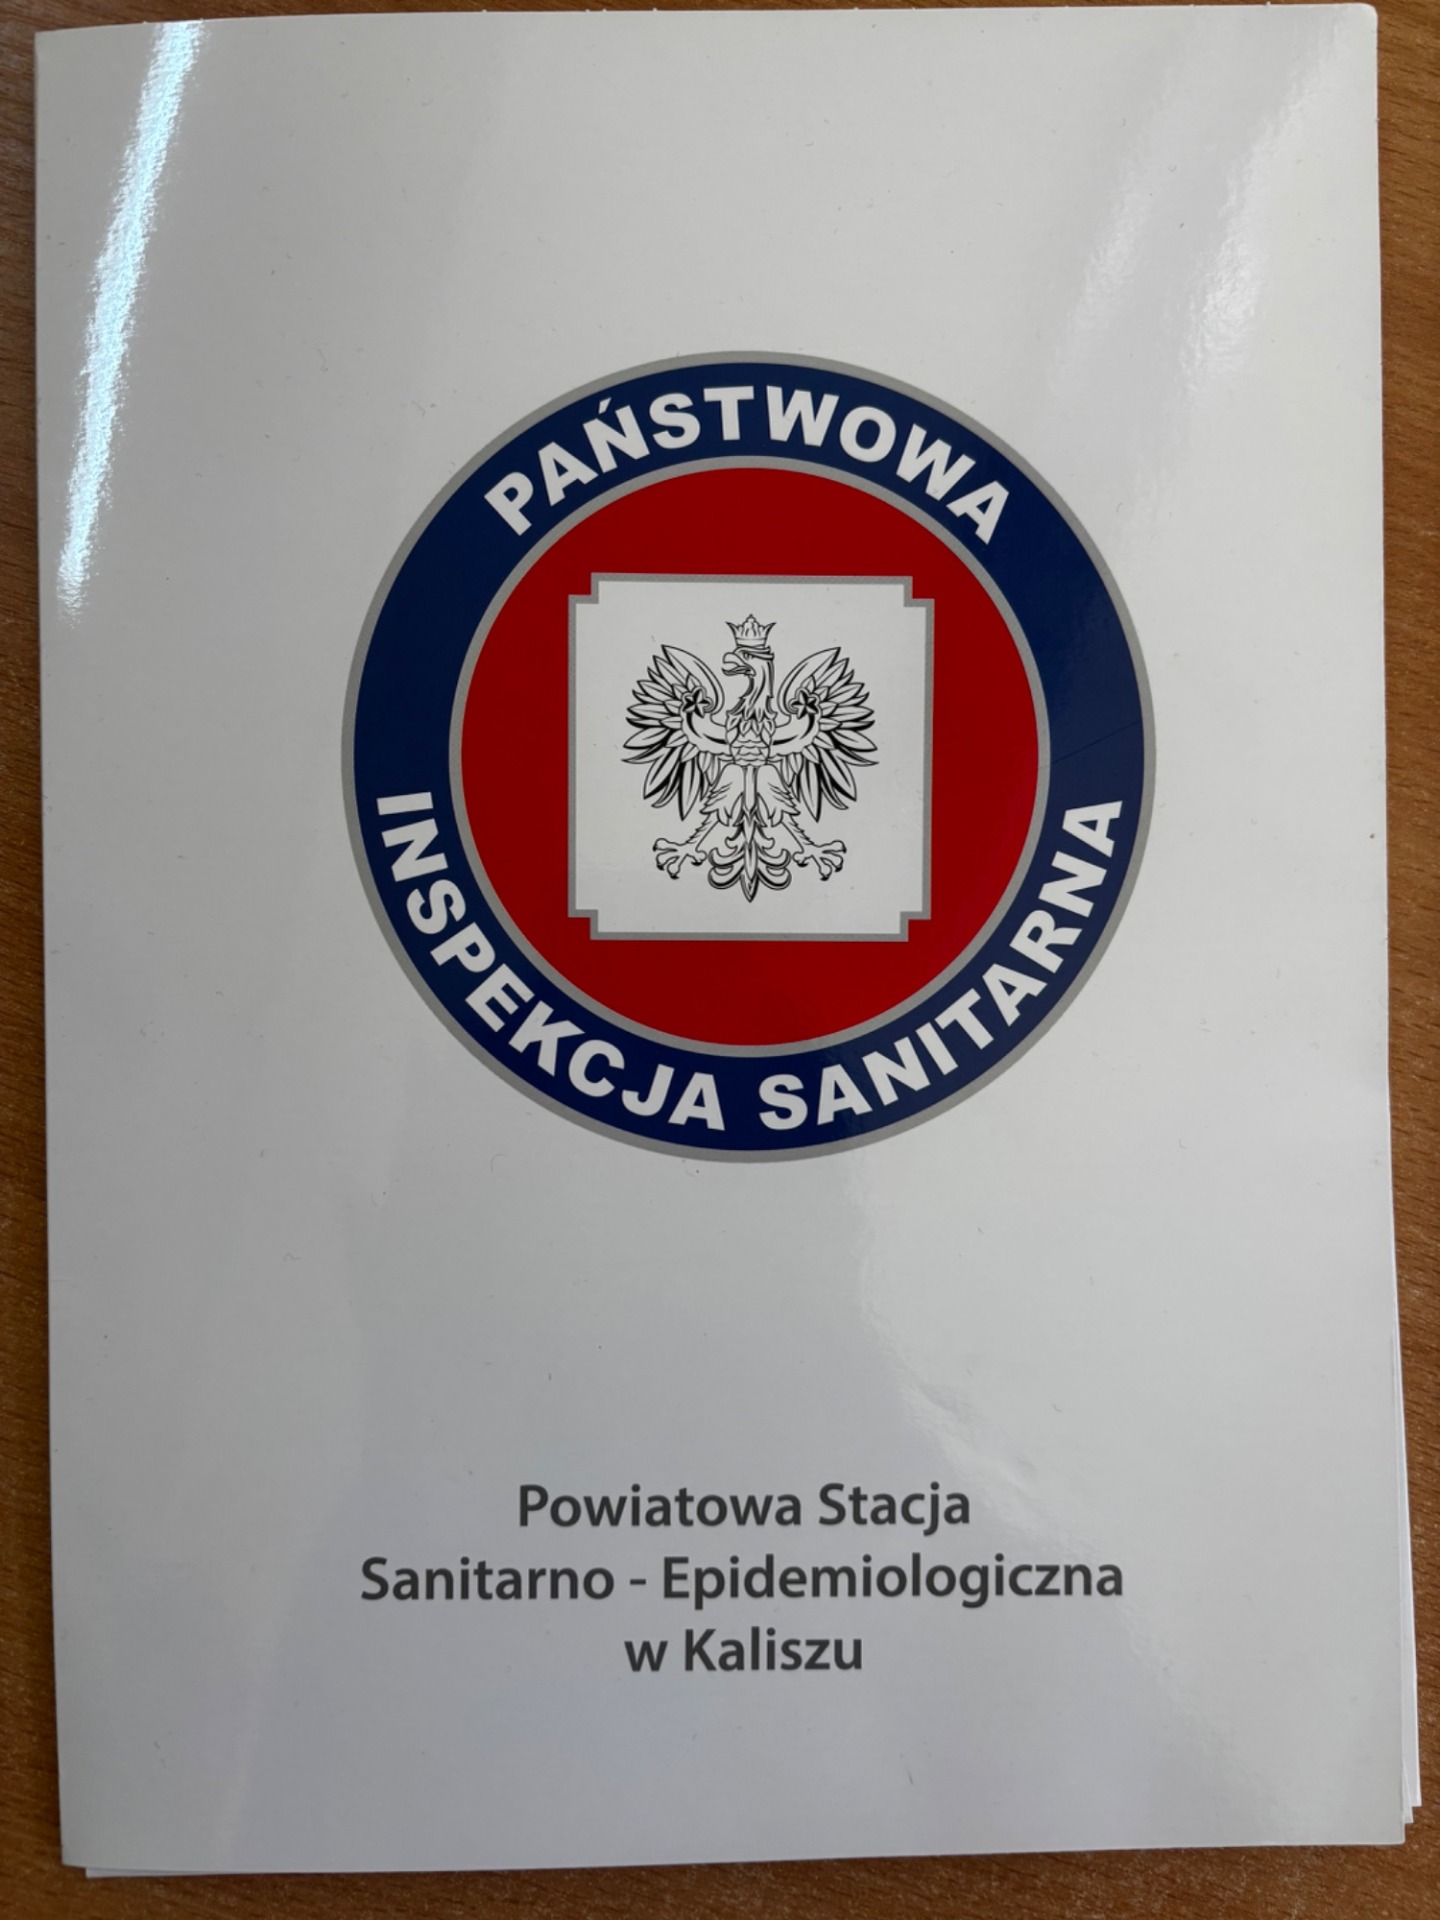 PAŃSTWOWA
INSPEKCJA SANITARNA
Powiatowa Stacja
Sanitarno - Epidemiologiczna
w Kaliszu